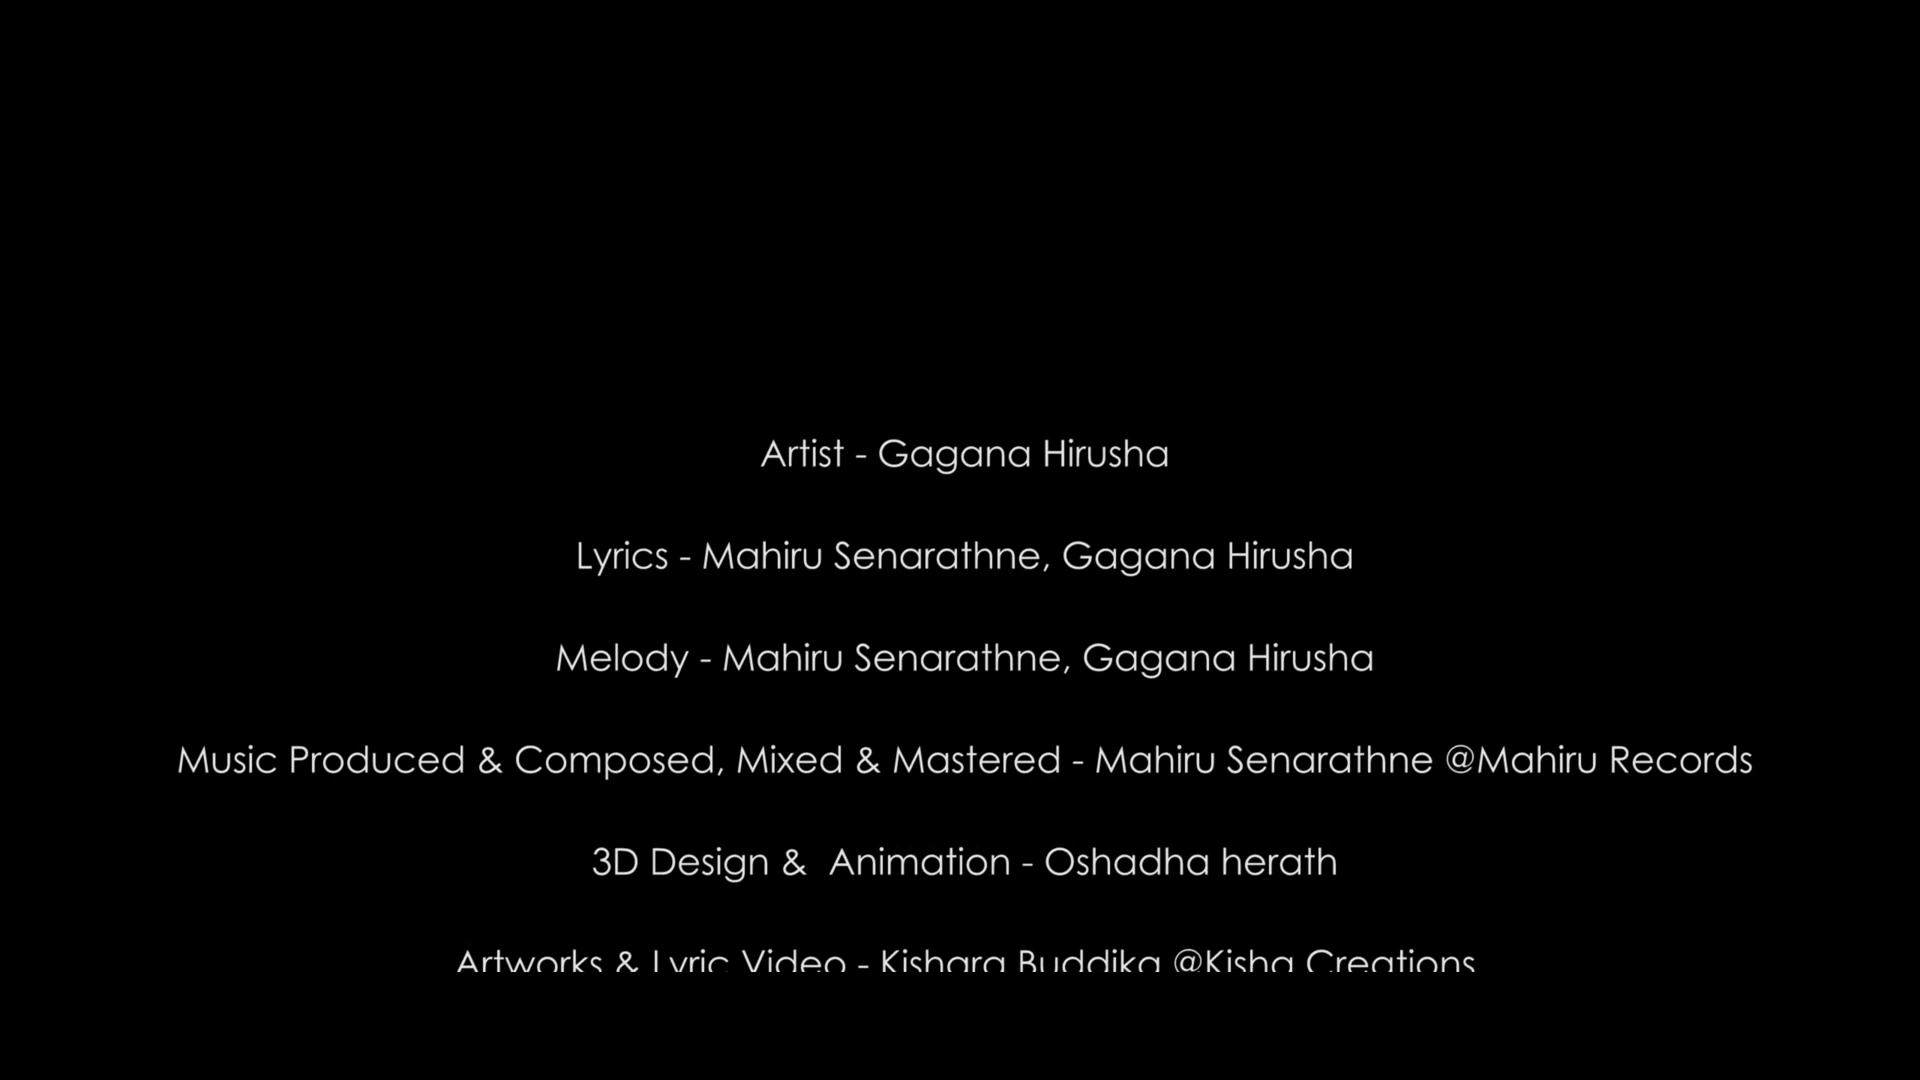 Artist - Gagana Hirusha
Lyrics - Mahiru Senarathne, Gagana Hirusha
Melody - Mahiru Senarathne, Gagana Hirusha
Music Produced & Composed, Mixed & Mastered - Mahiru Senarathne @Mahiru Records
3D Design &  Animation - Oshadha herath
Artworks & Lyric Video - Kishara Buddika @Kisha Creations